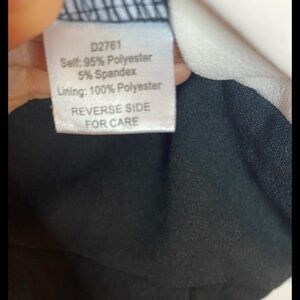 D2761
Self: 95% Polyester
5% Spandex
Lining: 100% Polyester
REVERSE SIDE
FOR CARE